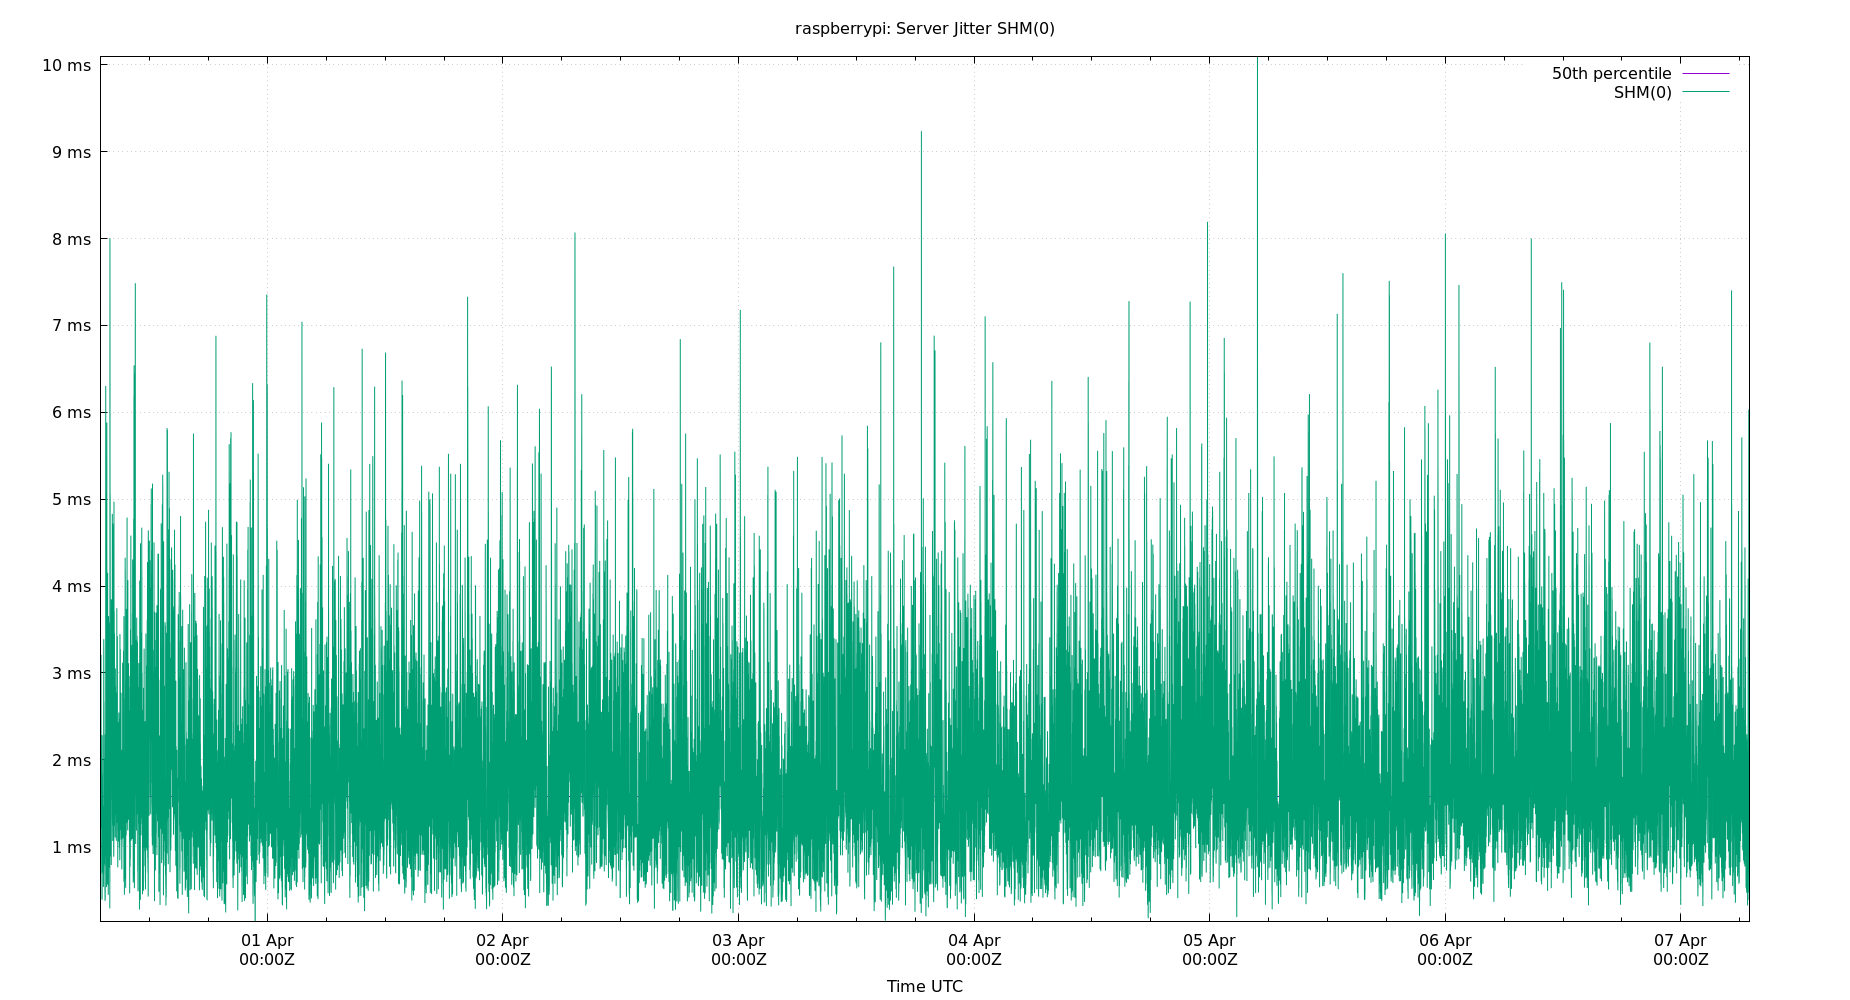 raspberrypi: Server Jitter SHM(0)
10 ms
9 ms
8 ms
7 ms
6 ms
5 ms
4 ms
3 ms
2 ms
1 ms
50th percentile
SHM(0)
01 Apr 02 Apr 03 Apr 04 Apr 05 Apr 06 Apr 07 Apr
00:00Z 00:00Z 00:00Z 00:00Z 00:00Z 00:00Z 00:00Z
Time UTC